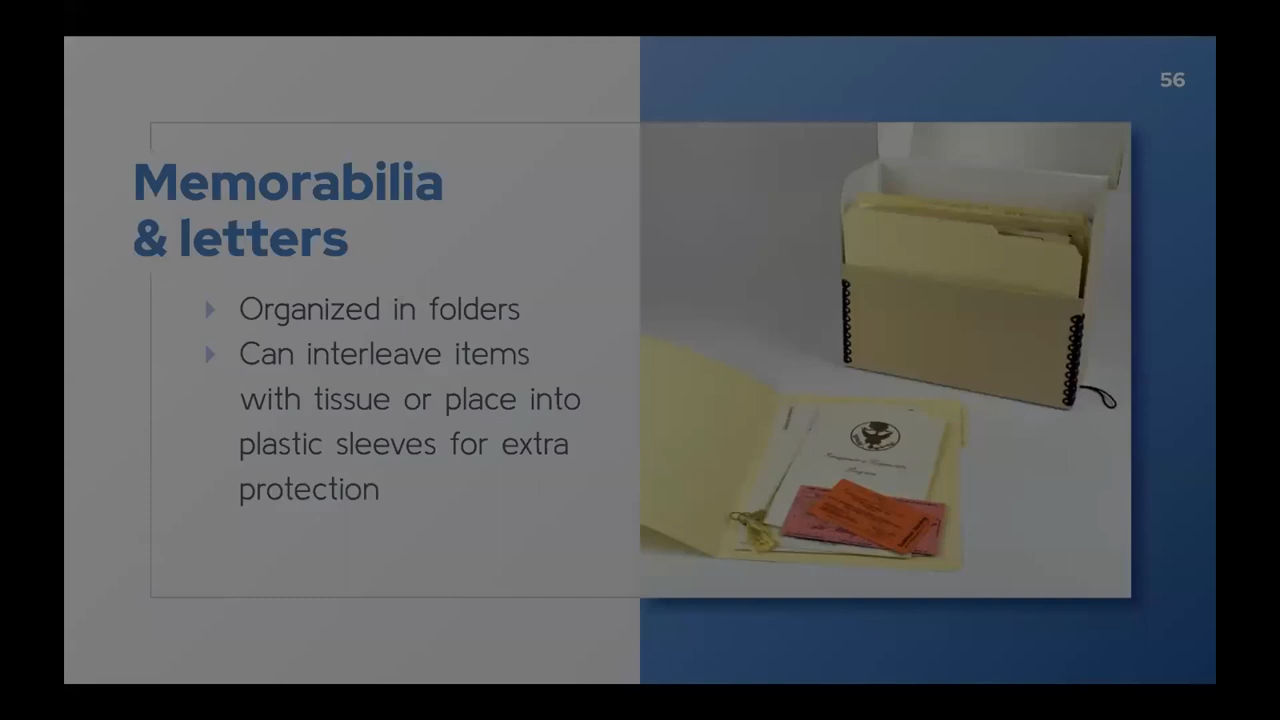 56
Memorabilia
& letters
Organized in folders
Can interleave items
with tissue or place into
plastic sleeves for extra
protection